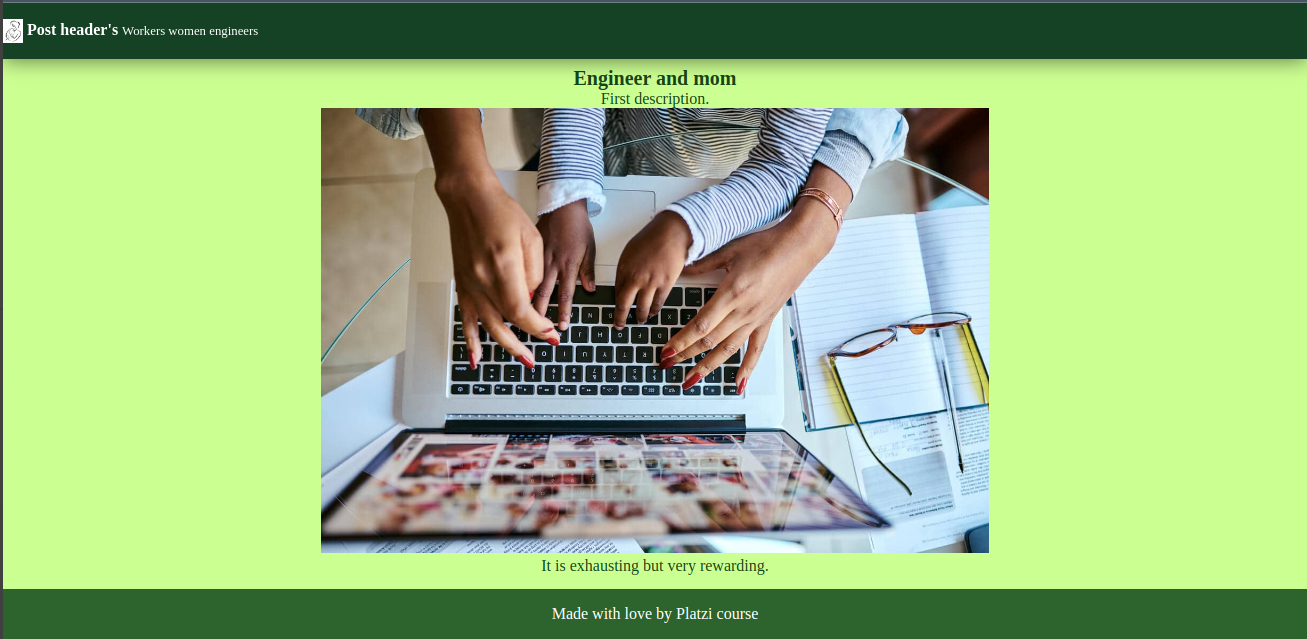 Post header's Workers women engineers
Engineer and mom
First description.
It is exhausting but very rewarding.
Made with love by Platzi course